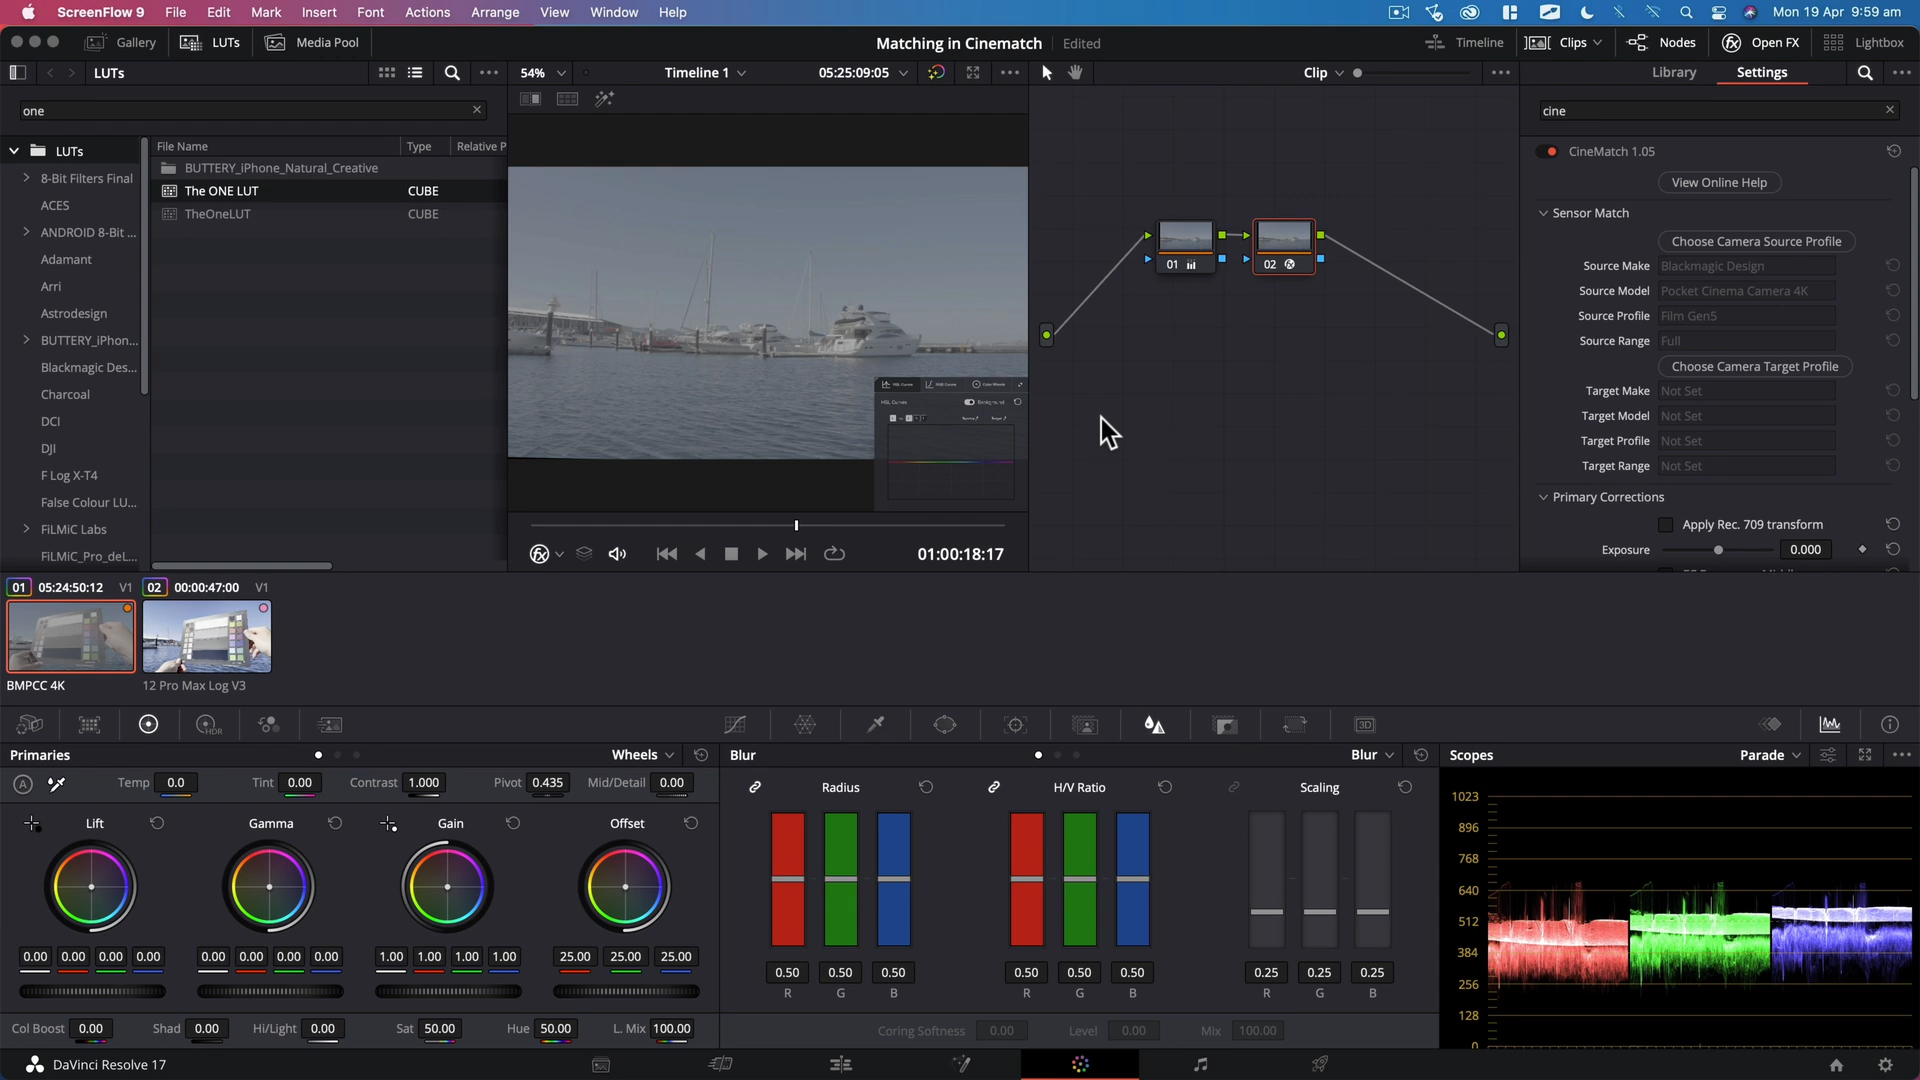 ScreenFlow 9 File Edit Mark Insert Font Actions Arrange View Window Help Mon 19 Apr 9:59 am
Gallery LUTs Media Pool Matching in Cinematch Edited Timeline Clips Nodes Open FX Lightbox
LUTs 54% Timeline 1 05:25:09:05 Clip Library Settings
one
cine
LUTs
8-Bit Filters Final
ACES
ANDROID 8-Bit ...
Adamant
Arri
Astrodesign
BUTTERY_iPhon...
Blackmagic Des...
Charcoal
DCI
DJI
F Log X-T4
False Colour LU...
FiLMiC Labs
FiLMiC_Pro_deL...
File Name Type Relative P
BUTTERY_iPhone_Natural_Creative
The ONE LUT CUBE
TheOneLUT CUBE
HSL Curves
Background
01:00:18:17
01
02
CineMatch 1.05
View Online Help
Sensor Match
Choose Camera Source Profile
Source Make Blackmagic Design
Source Model Pocket Cinema Camera 4K
Source Profile Film Gen5
Source Range Full
Choose Camera Target Profile
Target Make Not Set
Target Model Not Set
Target Profile Not Set
Target Range Not Set
Primary Corrections
Apply Rec. 709 transform
Exposure 0.000
01 05:24:50:12 V1 02 00:00:47:00 V1
BMPCC 4K 12 Pro Max Log V3
HDR
3D
Primaries Wheels
A Temp 0.0 Tint 0.00 Contrast 1.000 Pivot 0.435 Mid/Detail 0.00
Lift Gamma Gain Offset
0.00 0.00 0.00 0.00 0.00 0.00 0.00 0.00 1.00 1.00 1.00 1.00 25.00 25.00 25.00
Col Boost 0.00 Shad 0.00 Hi/Light 0.00 Sat 50.00 Hue 50.00 L. Mix 100.00
Blur Blur
Radius H/V Ratio Scaling
0.50 0.50 0.50 0.50 0.50 0.50 0.25 0.25 0.25
R G B R G B R G B
Coring Softness 0.00 Level 0.00 Mix 100.00
Scopes Parade
1023
896
768
640
512
384
256
128
0
DaVinci Resolve 17